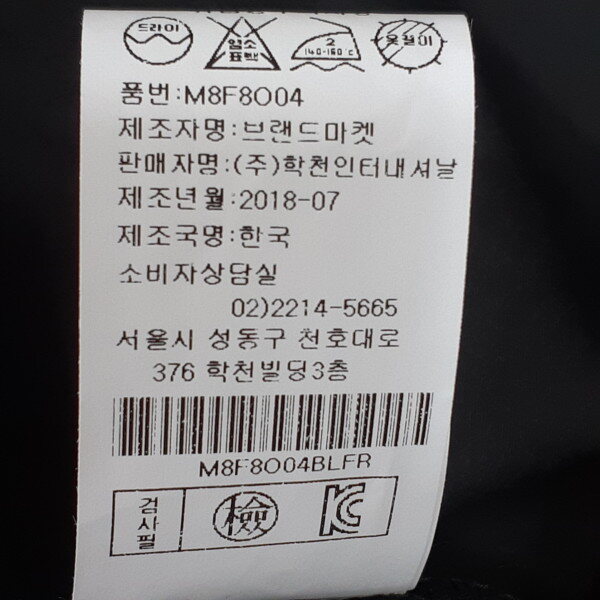 드라이
염소
표백
2
140-160℃
옷걸이
품번:M8F8O04
제조자명:브랜드마켓
판매자명:(주)학천인터내셔날
제조년월:2018-07
제조국명:한국
소비자상담실
02)2214-5665
서울시 성동구 천호대로
376 학천빌딩3층
M8F8O04BLFR
검사필
檢
KC